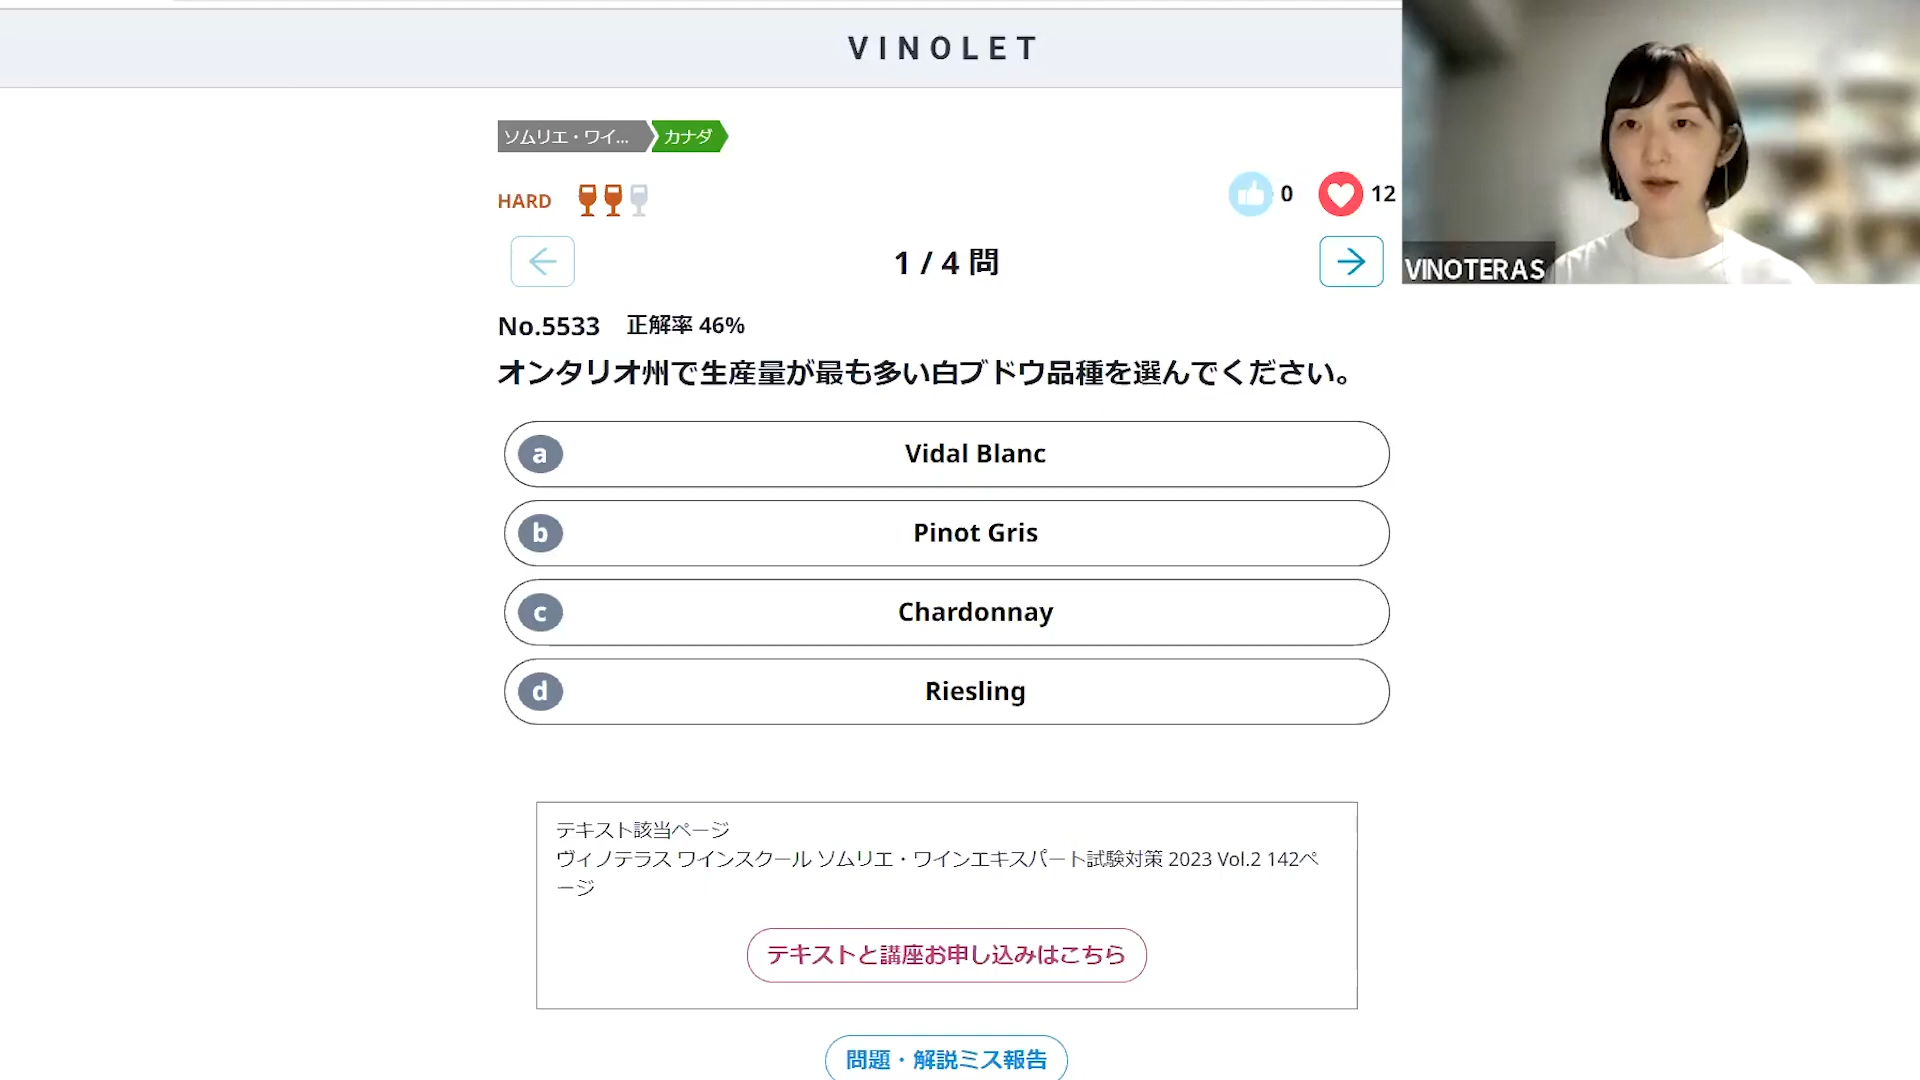 VINOLET
ソムリエ・ワイ... カナダ
HARD
0 12
1 / 4 問
VINOTERAS
No.5533 正解率 46%
オンタリオ州で生産量が最も多い白ブドウ品種を選んでください。
a Vidal Blanc
b Pinot Gris
c Chardonnay
d Riesling
テキスト該当ページ
ヴィノテラス ワインスクール ソムリエ・ワインエキスパート試験対策 2023 Vol.2 142ペ
ージ
テキストと講座お申し込みはこちら
問題・解説ミス報告